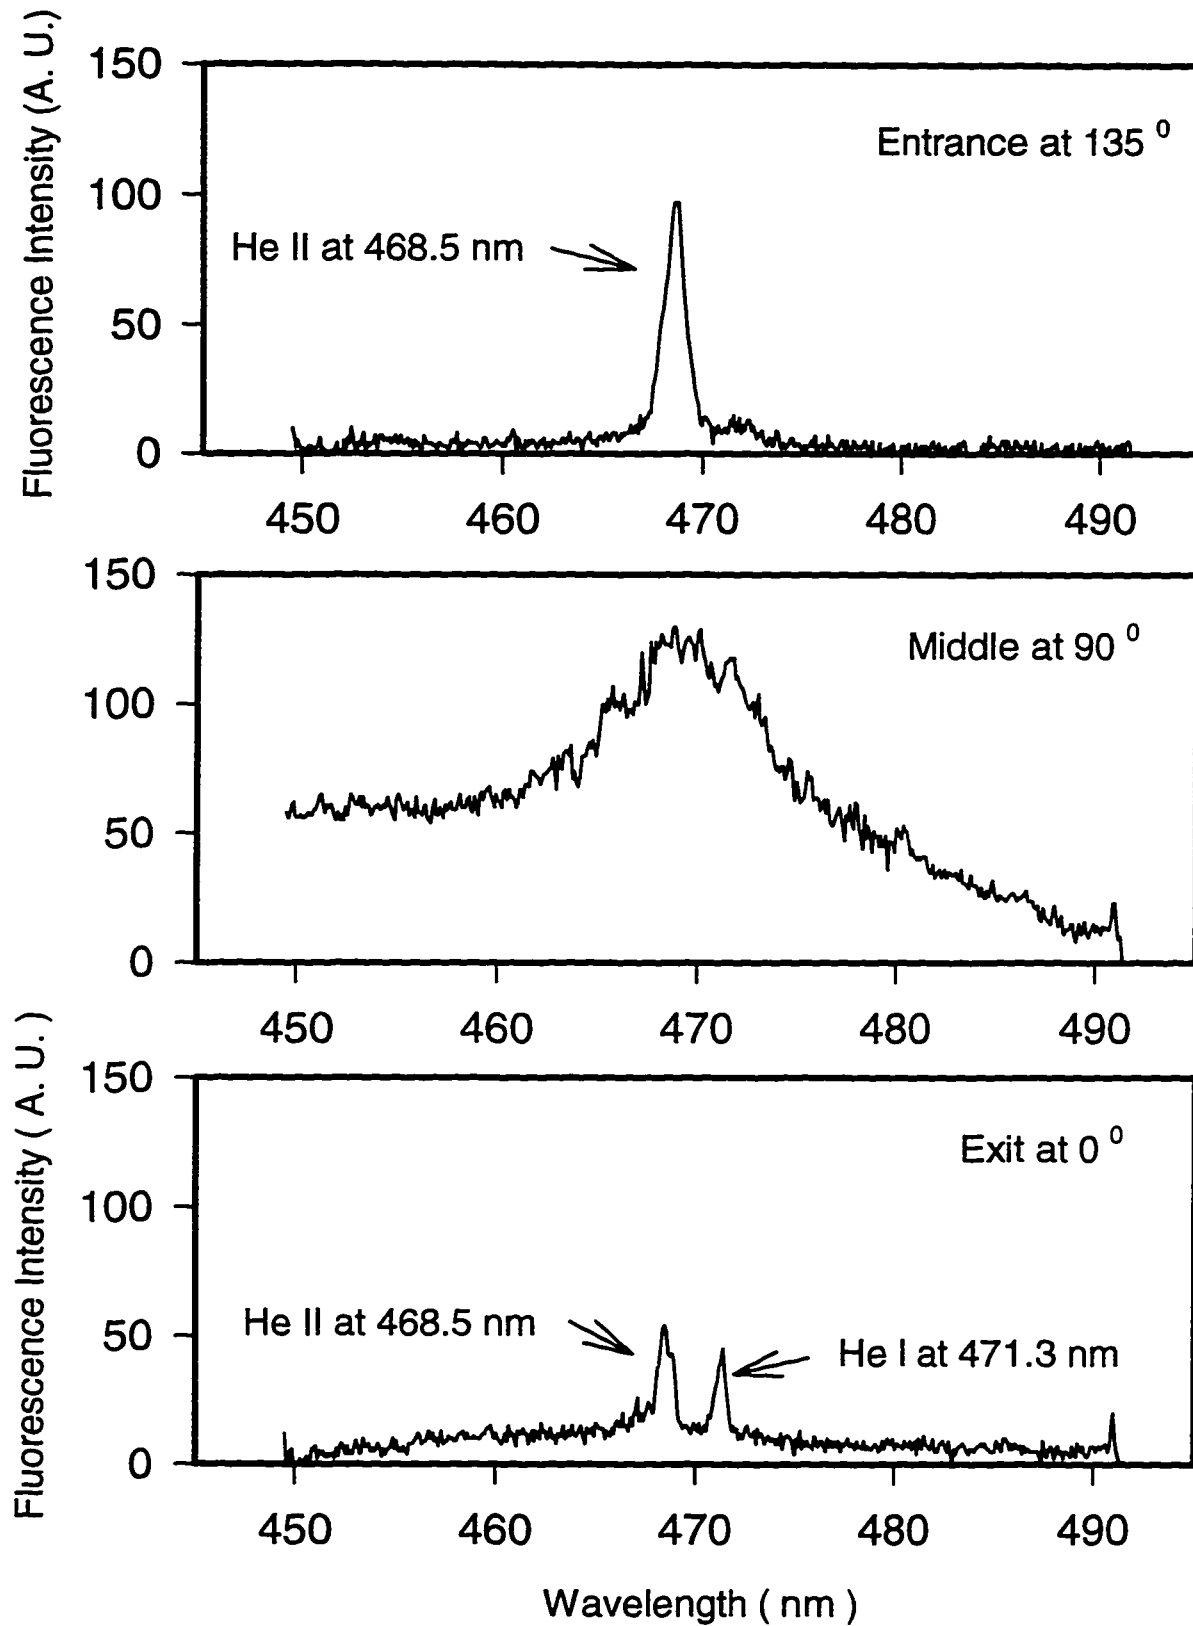 Fluorescence Intensity (A. U.)
150
100
50
0
Entrance at 135 0
He II at 468.5 nm
450 460 470 480 490
150
100
50
0
Middle at 90 0
450 460 470 480 490
Fluorescence Intensity ( A. U. )
150
100
50
0
Exit at 0 0
He II at 468.5 nm
He I at 471.3 nm
450 460 470 480 490
Wavelength ( nm )